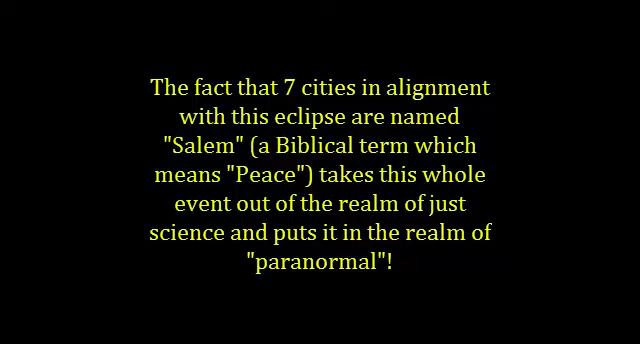 The fact that 7 cities in alignment
with this eclipse are named
"Salem" (a Biblical term which
means "Peace") takes this whole
event out of the realm of just
science and puts it in the realm of
"paranormal"!